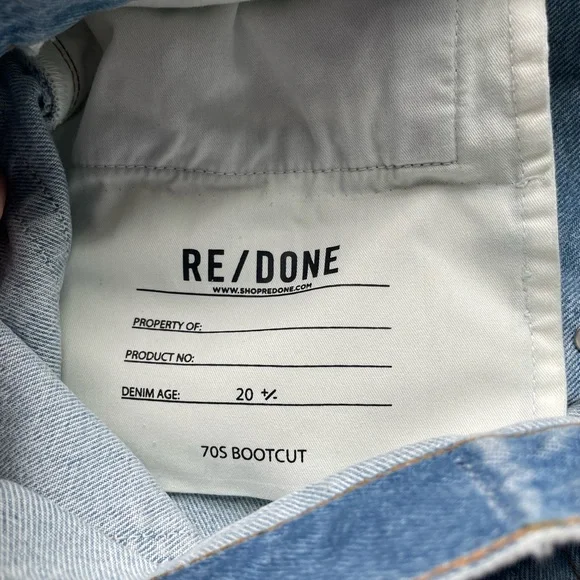 RE/DONE
WWW.SHOPREDONE.COM
PROPERTY OF:
PRODUCT NO:
DENIM AGE: 20 +/-
70S BOOTCUT